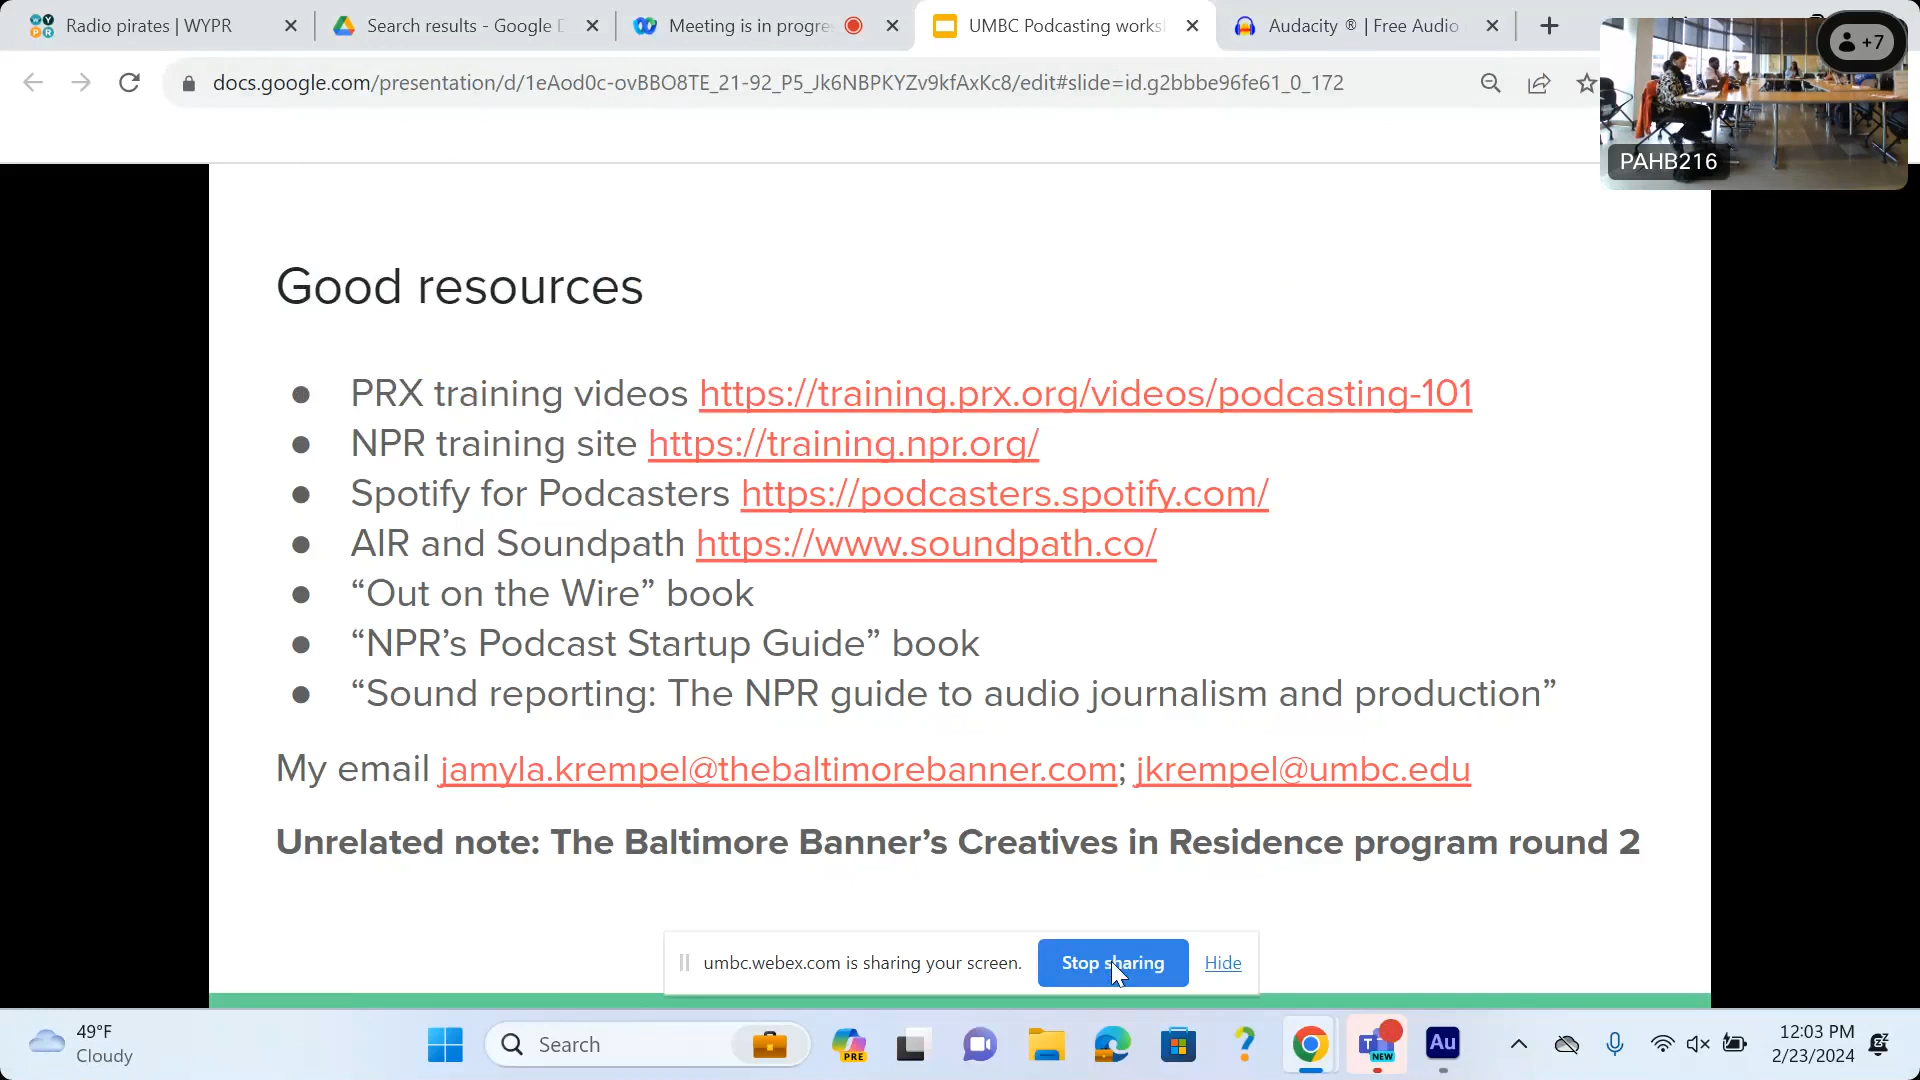 Radio pirates | WYPR
Search results - Google D
Meeting is in progre
UMBC Podcasting works
Audacity ® | Free Audio
+7
docs.google.com/presentation/d/1eAod0c-ovBBO8TE_21-92_P5_Jk6NBPKYZv9kfAxKc8/edit#slide=id.g2bbbe96fe61_0_172
PAHB216
Good resources
● PRX training videos https://training.prx.org/videos/podcasting-101
● NPR training site https://training.npr.org/
● Spotify for Podcasters https://podcasters.spotify.com/
● AIR and Soundpath https://www.soundpath.co/
● “Out on the Wire” book
● “NPR’s Podcast Startup Guide” book
● “Sound reporting: The NPR guide to audio journalism and production”
My email jamyla.krempel@thebaltimorebanner.com; jkrempel@umbc.edu
Unrelated note: The Baltimore Banner’s Creatives in Residence program round 2
umbc.webex.com is sharing your screen.
Stop sharing
Hide
49°F
Cloudy
Search
PRE
NEW
Au
12:03 PM
2/23/2024